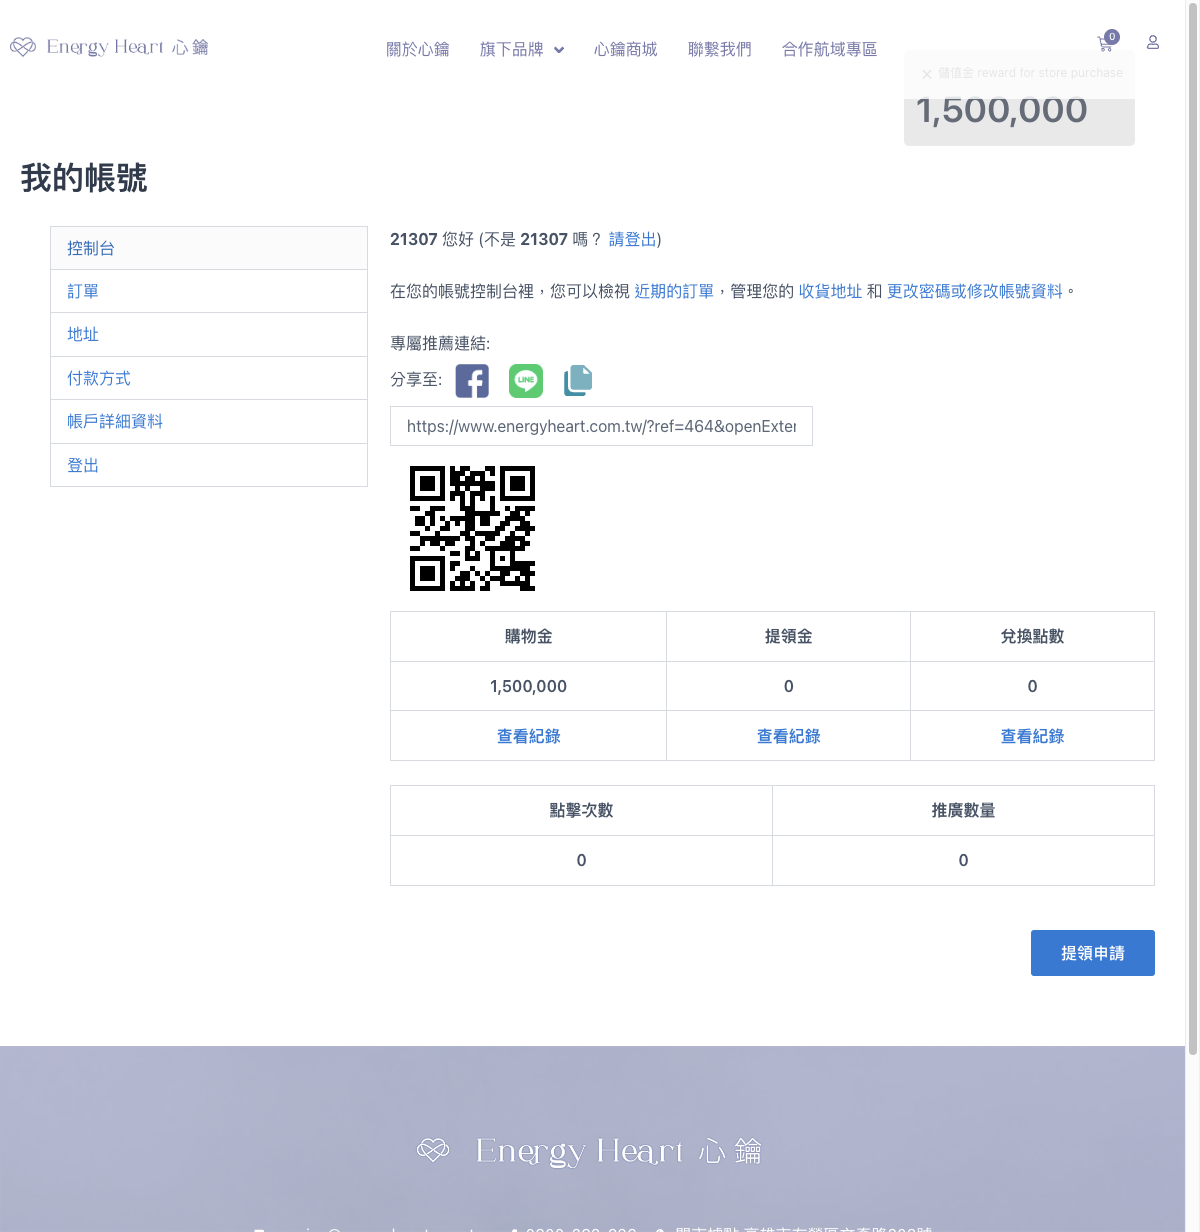 Energy Heart 心鑰
關於心鑰
旗下品牌
心鑰商城
聯繫我們
合作航域專區
0
× 儲值金 reward for store purchase
1,500,000
我的帳號
控制台
訂單
地址
付款方式
帳戶詳細資料
登出
21307 您好 (不是 21307 嗎？ 請登出)
在您的帳號控制台裡，您可以檢視 近期的訂單，管理您的 收貨地址 和 更改密碼或修改帳號資料。
專屬推薦連結:
分享至:
LINE
https://www.energyheart.com.tw/?ref=464&openExter
購物金 提領金 兌換點數
1,500,000 0 0
查看紀錄 查看紀錄 查看紀錄
點擊次數 推廣數量
0 0
提領申請
Energy Heart 心鑰